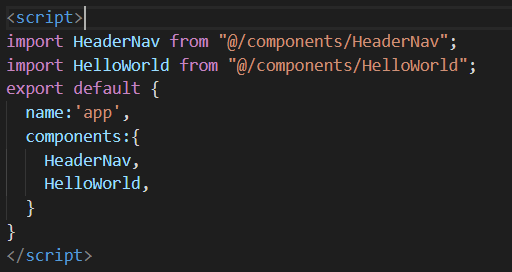 <script>
import HeaderNav from "@/components/HeaderNav";
import HelloWorld from "@/components/HelloWorld";
export default {
  name:'app',
  components:{
    HeaderNav,
    HelloWorld,
  }
}
</script>